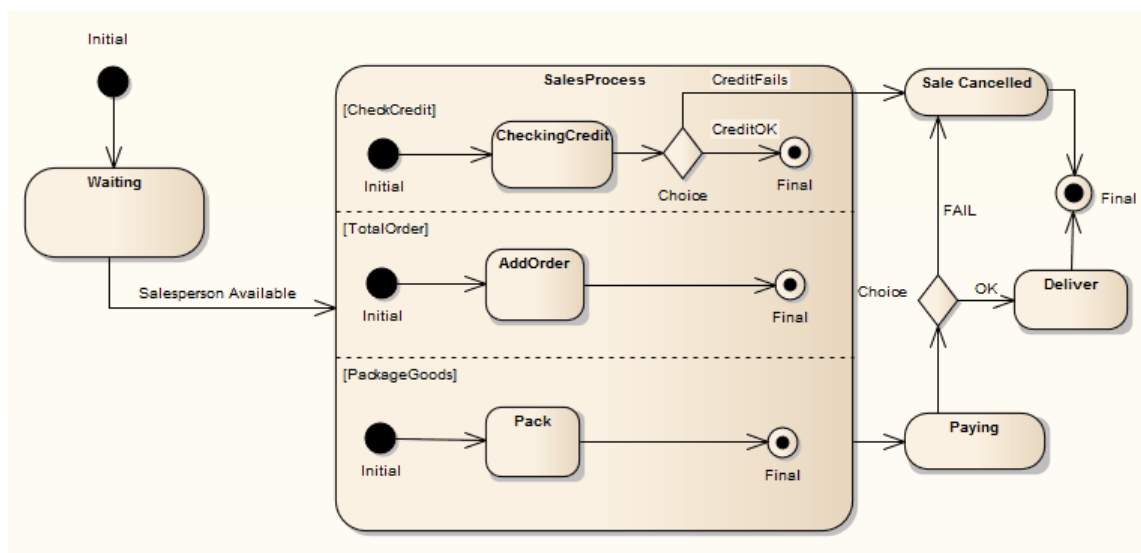 Initial
Waiting
Salesperson Available
SalesProcess
[CheckCredit]
Initial
CheckingCredit
Choice
CreditFails
CreditOK
Final
[TotalOrder]
Initial
AddOrder
Final
[PackageGoods]
Initial
Pack
Final
Sale Cancelled
FAIL
Choice
OK
Deliver
Final
Paying